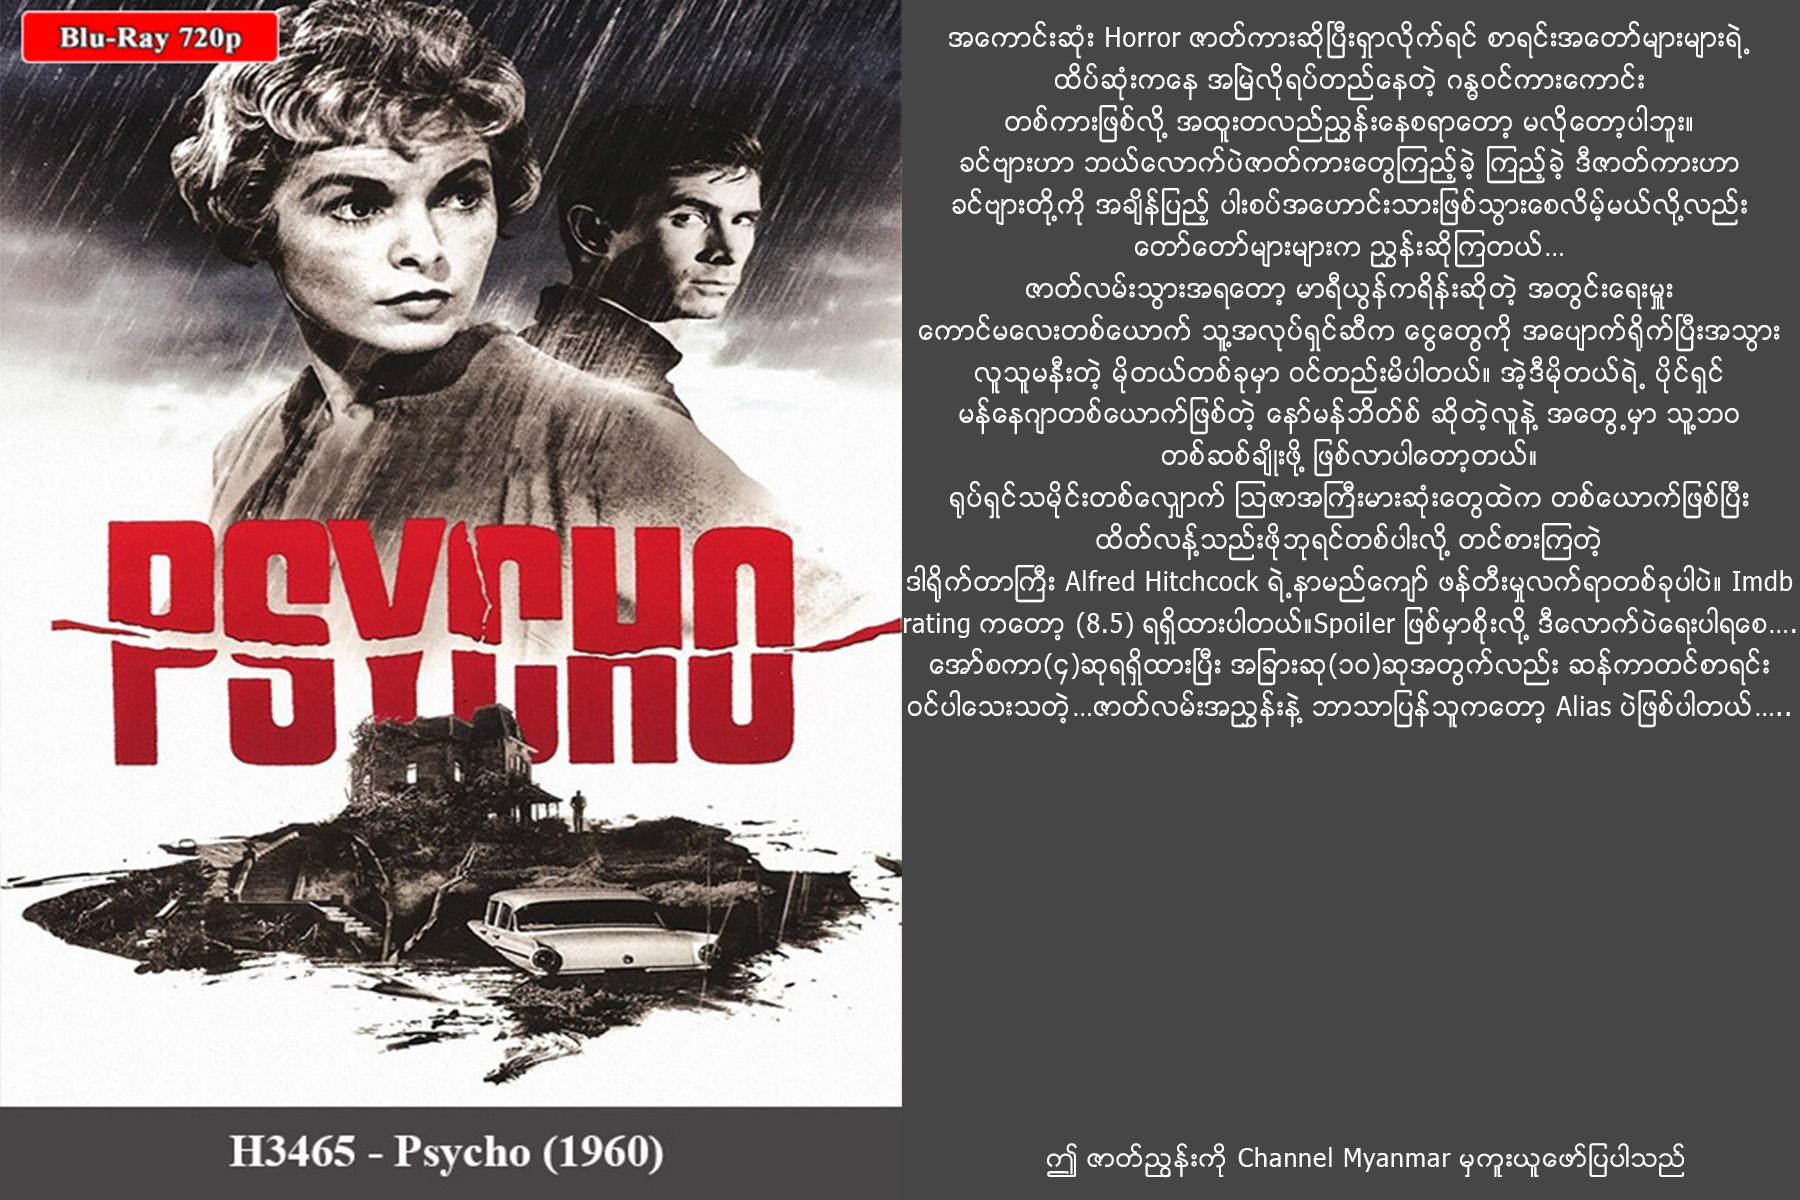 Blu-Ray 720p
PSYCHO
H3465 - Psycho (1960)
အကောင်းဆုံး Horror ဇာတ်ကားဆိုပြီးရှာလိုက်ရင် စာရင်းအတော်များများရဲ့
ထိပ်ဆုံးကနေ အမြဲလိုရပ်တည်နေတဲ့ ဂန္ဓဝင်ကားကောင်း
တစ်ကားဖြစ်လို့ အထူးတလည်ညွှန်းနေစရာတော့ မလိုတော့ပါဘူး။
ခင်ဗျားဟာ ဘယ်လောက်ပဲဇာတ်ကားတွေကြည့်ခဲ့ ကြည့်ခဲ့ ဒီဇာတ်ကားဟာ
ခင်ဗျားတို့ကို အချိန်ပြည့် ပါးစပ်အဟောင်းသားဖြစ်သွားစေလိမ့်မယ်လို့လည်း
တော်တော်များများက ညွှန်းဆိုကြတယ်...
ဇာတ်လမ်းသွားအရတော့ မာရီယွန်ကရိန်းဆိုတဲ့ အတွင်းရေးမှူး
ကောင်မလေးတစ်ယောက် သူ့အလုပ်ရှင်ဆီက ငွေတွေကို အပျောက်ရိုက်ပြီးအသွား
လူသူမနီးတဲ့ မိုတယ်တစ်ခုမှာ ဝင်တည်းမိပါတယ်။ အဲ့ဒီမိုတယ်ရဲ့ ပိုင်ရှင်
မန်နေဂျာတစ်ယောက်ဖြစ်တဲ့ နော်မန်ဘိတ်စ် ဆိုတဲ့လူနဲ့ အတွေ့မှာ သူ့ဘဝ
တစ်ဆစ်ချိုးဖို့ ဖြစ်လာပါတော့တယ်။
ရုပ်ရှင်သမိုင်းတစ်လျှောက် ဩဇာအကြီးမားဆုံးတွေထဲက တစ်ယောက်ဖြစ်ပြီး
ထိတ်လန့်သည်းဖိုဘုရင်တစ်ပါးလို့ တင်စားကြတဲ့
ဒါရိုက်တာကြီး Alfred Hitchcock ရဲ့နာမည်ကျော် ဖန်တီးမှုလက်ရာတစ်ခုပါပဲ။ Imdb
rating ကတော့ (8.5) ရရှိထားပါတယ်။Spoiler ဖြစ်မှာစိုးလို့ ဒီလောက်ပဲရေးပါရစေ....
အော်စကာ(၄)ဆုရရှိထားပြီး အခြားဆု(၁၀)ဆုအတွက်လည်း ဆန်ကာတင်စာရင်း
ဝင်ပါသေးသတဲ့...ဇာတ်လမ်းအညွှန်းနဲ့ ဘာသာပြန်သူကတော့ Alias ပဲဖြစ်ပါတယ်.....
ဤ ဇာတ်ညွှန်းကို Channel Myanmar မှကူးယူဖော်ပြပါသည်